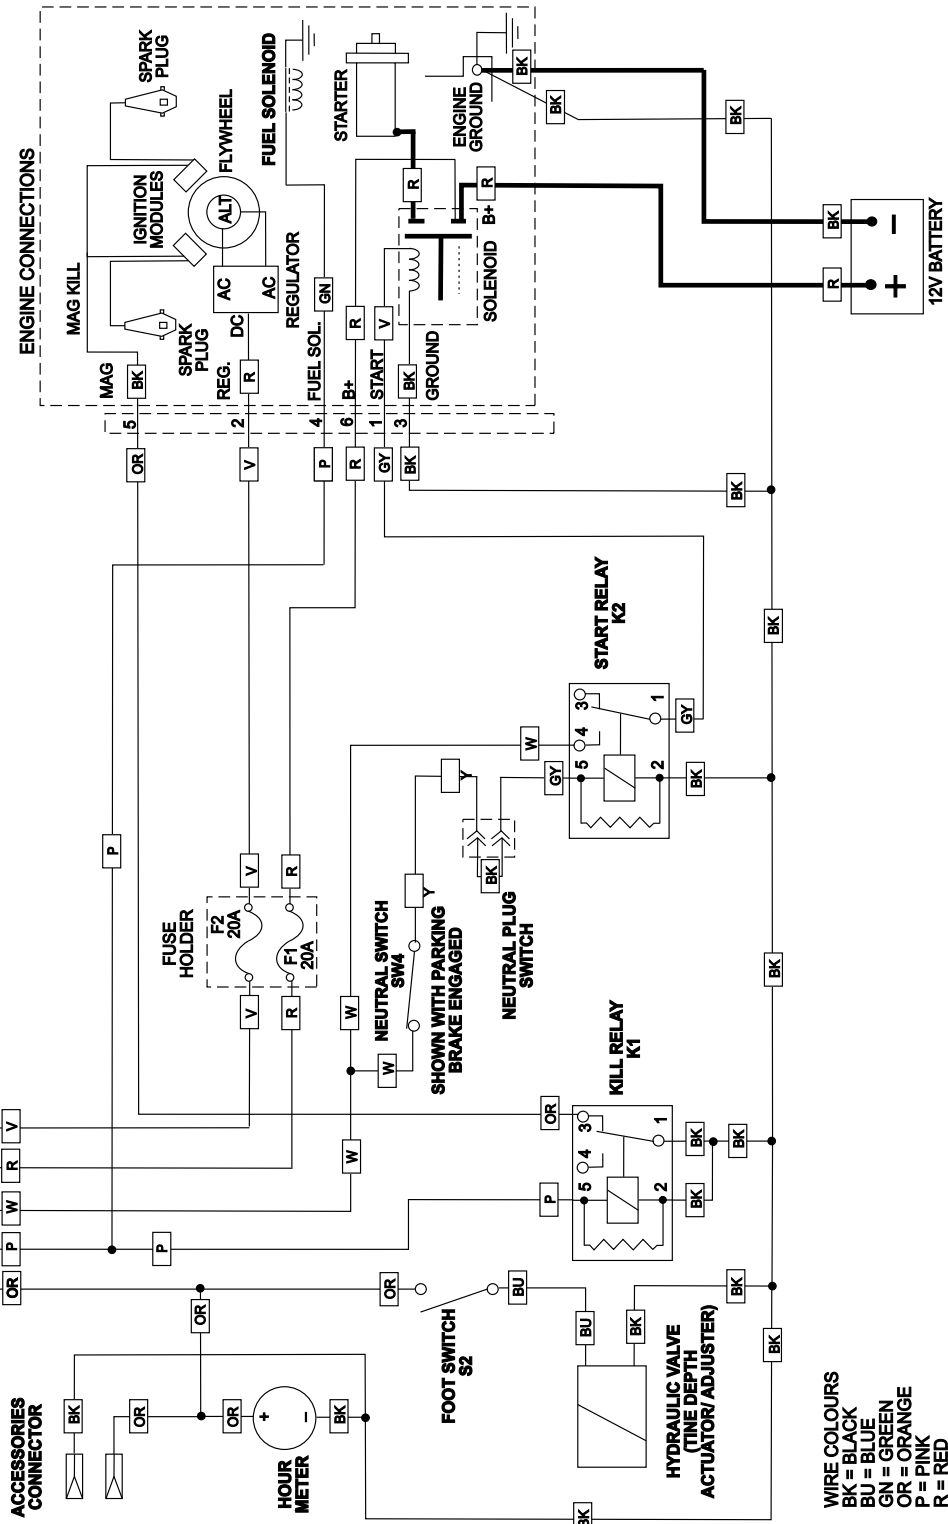 ENGINE CONNECTIONS
SPARK
PLUG
MAG KILL
IGNITION
MODULES
FLYWHEEL
ALT
AC
AC
DC
REGULATOR
SPARK
PLUG
FUEL SOLENOID
STARTER
ENGINE
GROUND
BK
BK
BK
R
R
B+
SOLENOID
GN
R
V
BK
R
BK
MAG
REG.
FUEL SOL.
B+
START
GROUND
5
2
4
6
1
3
OR
V
P
R
GY
BK
BK
BK
R
12V BATTERY
BK
START RELAY
K2
3
4
5
1
2
GY
BK
W
GY
Y
Y
BK
NEUTRAL PLUG
SWITCH
NEUTRAL SWITCH
SW4
SHOWN WITH PARKING
BRAKE ENGAGED
W
W
W
P
V
R
FUSE
HOLDER
F2
20A
F1
20A
V
R
BK
KILL RELAY
K1
3
4
5
1
2
OR
P
BK
BK
BK
V
R
W
P
OR
P
OR
OR
FOOT SWITCH
S2
BU
BU
BK
BK
BK
HYDRAULIC VALVE
(TINE DEPTH
ACTUATOR/ADJUSTER)
ACCESSORIES
CONNECTOR
BK
OR
OR
BK
HOUR
METER
BK
WIRE COLOURS
BK = BLACK
BU = BLUE
GN = GREEN
OR = ORANGE
P = PINK
R = RED